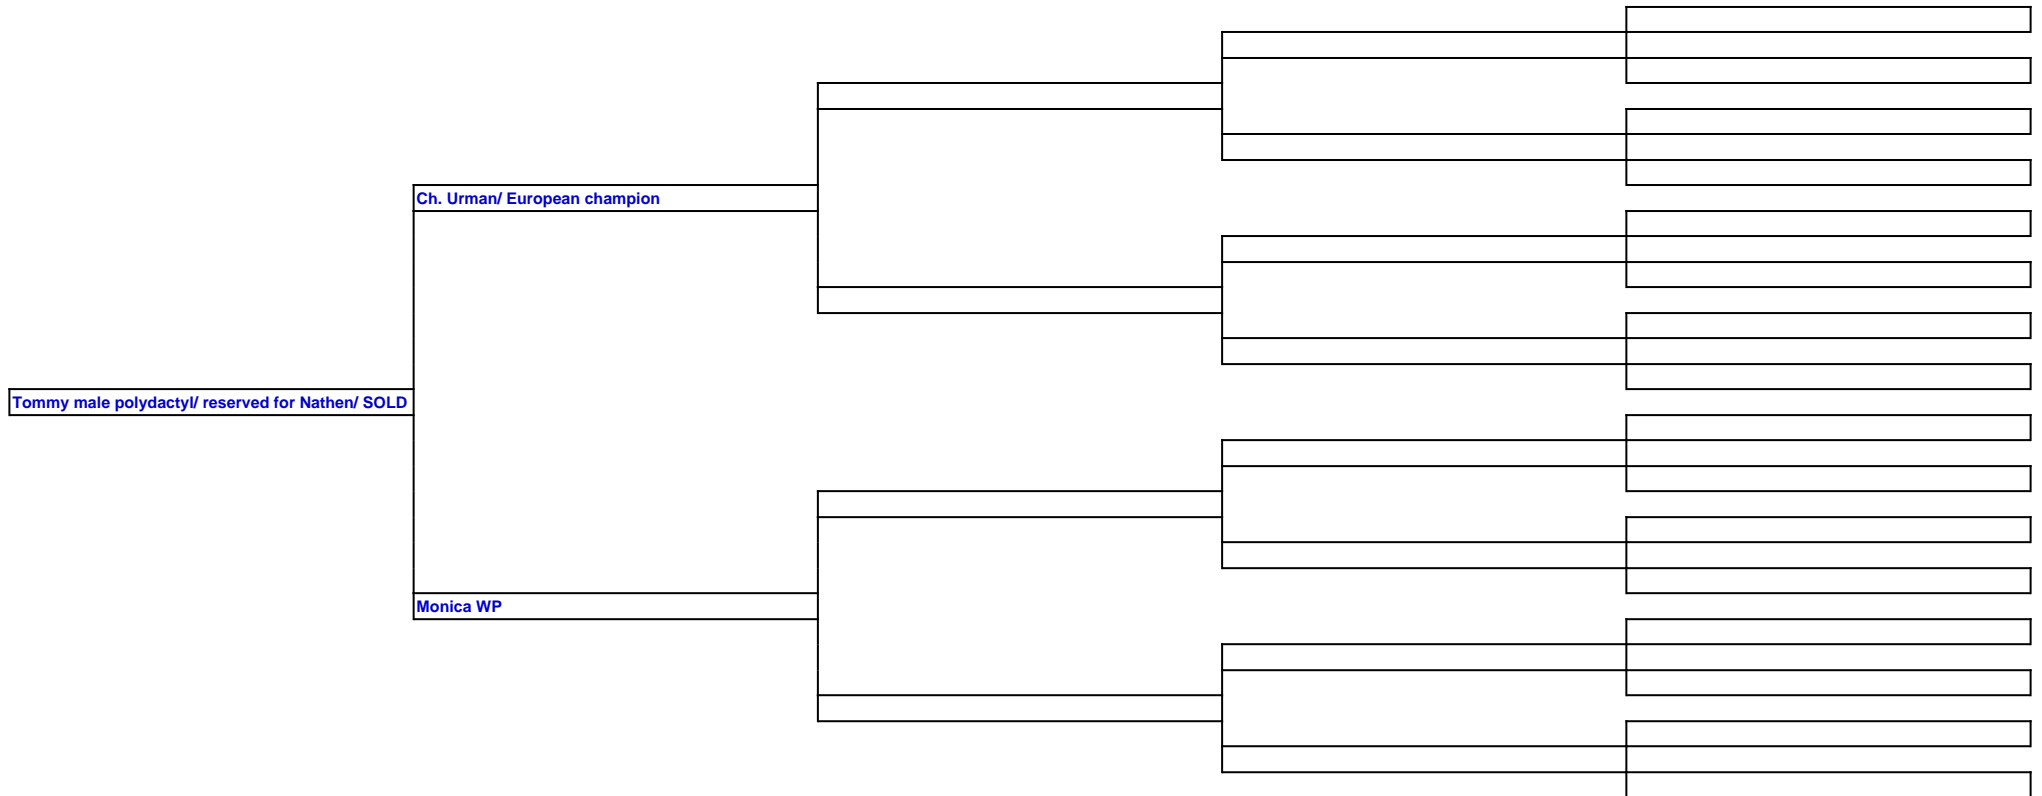 Ch. Urman/ European champion
Tommy male polydactyl/ reserved for Nathen/ SOLD
Monica WP